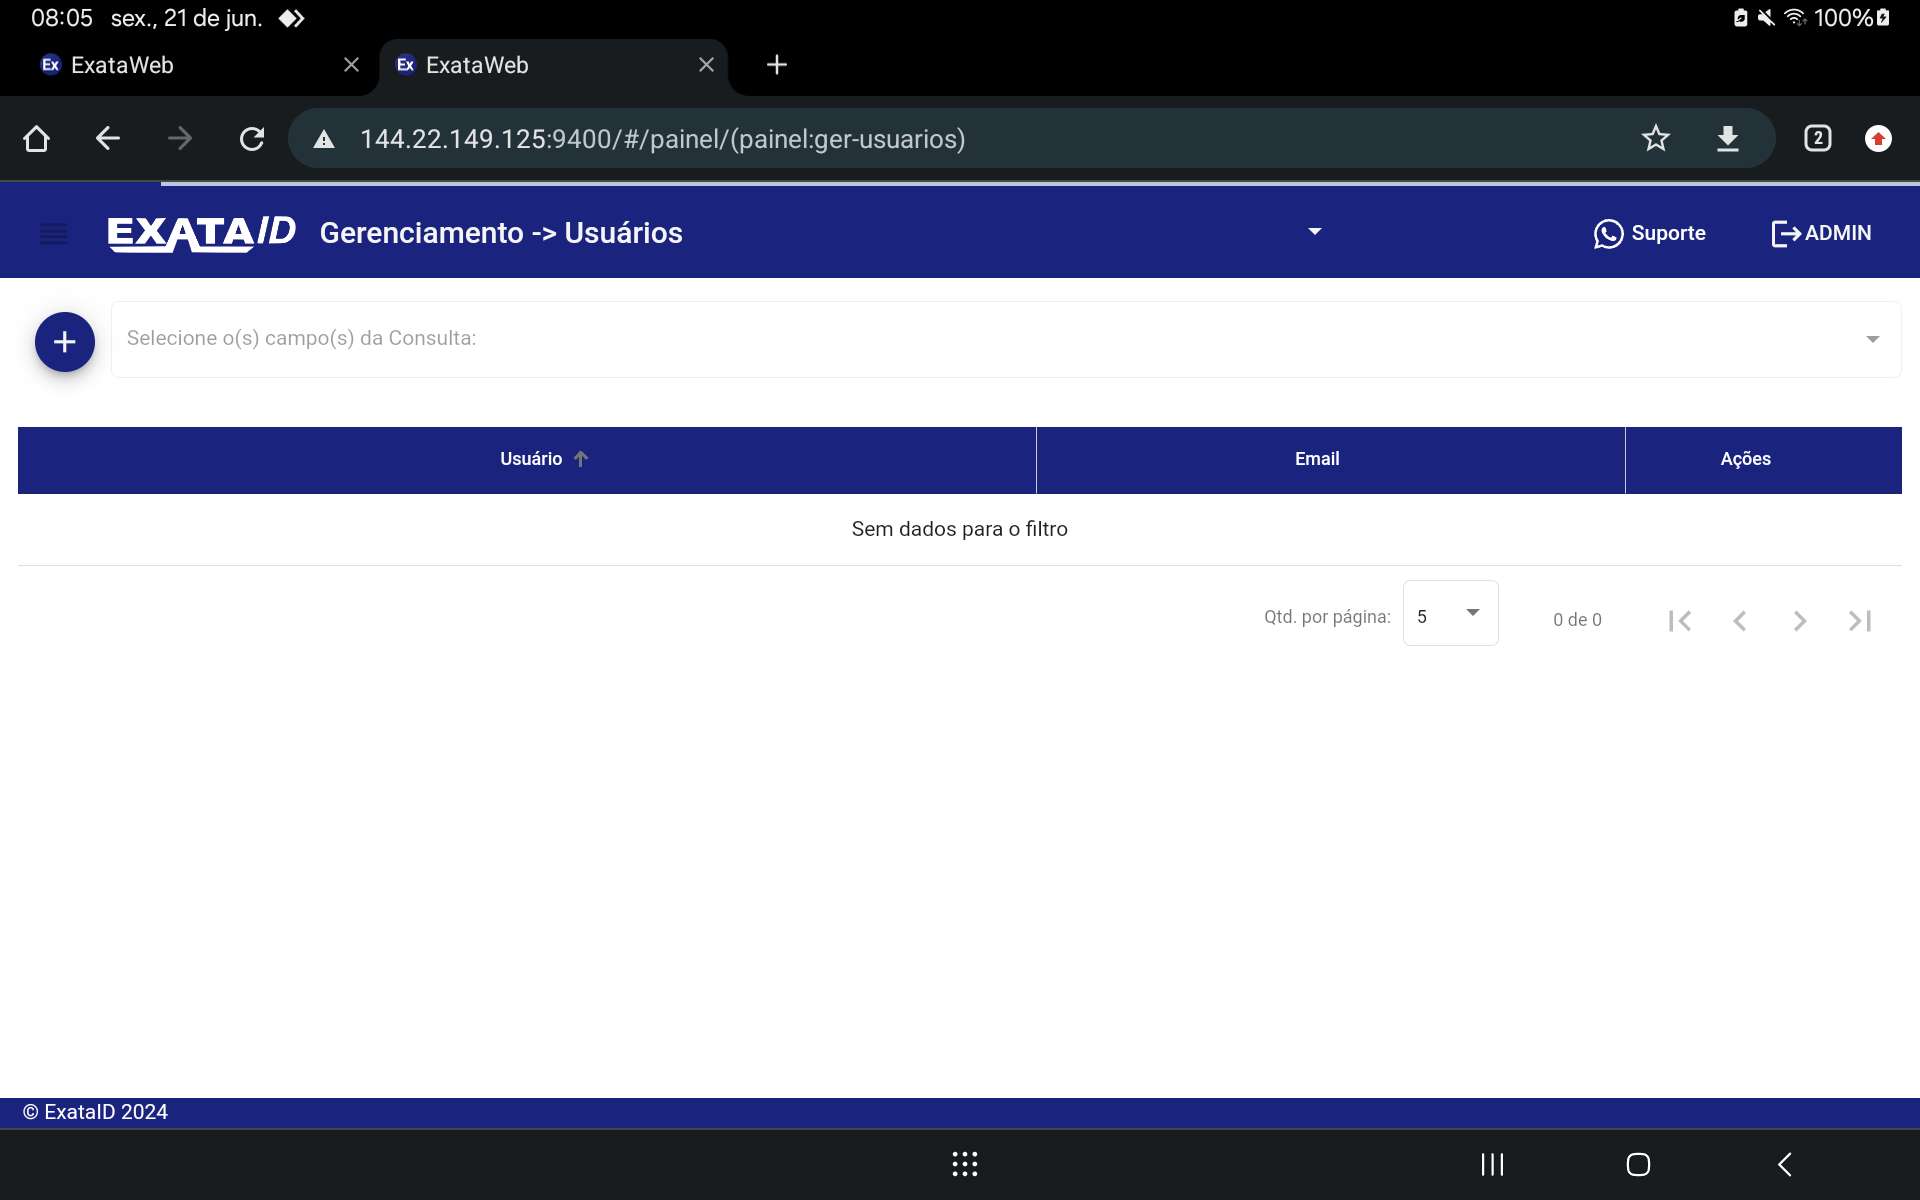 08:05 sex., 21 de jun. 100%
Ex ExataWeb Ex ExataWeb
144.22.149.125:9400/#/painel/(painel:ger-usuarios) 2
EXATAID Gerenciamento -> Usuários Suporte ADMIN
Selecione o(s) campo(s) da Consulta:
Usuário Email Ações
Sem dados para o filtro
Qtd. por página: 5 0 de 0
© ExataID 2024